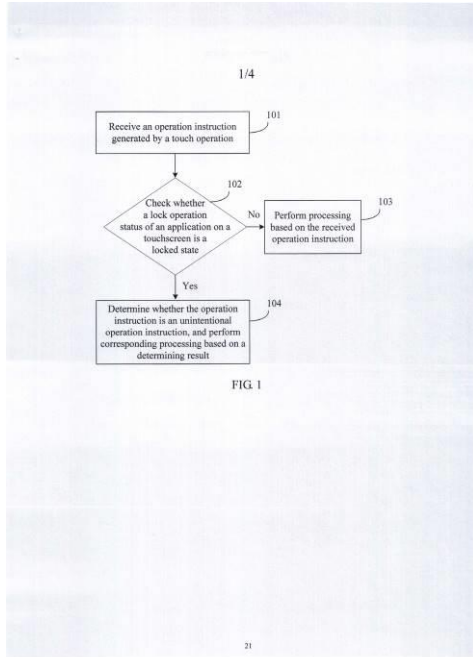 1/4
101
Receive an operation instruction
generated by a touch operation
102
Check whether
a lock operation
status of an application on a
touchscreen is a
locked state
No
103
Perform processing
based on the received
operation instruction
Yes
104
Determine whether the operation
instruction is an unintentional
operation instruction, and perform
corresponding processing based on a
determining result
FIG. 1
21